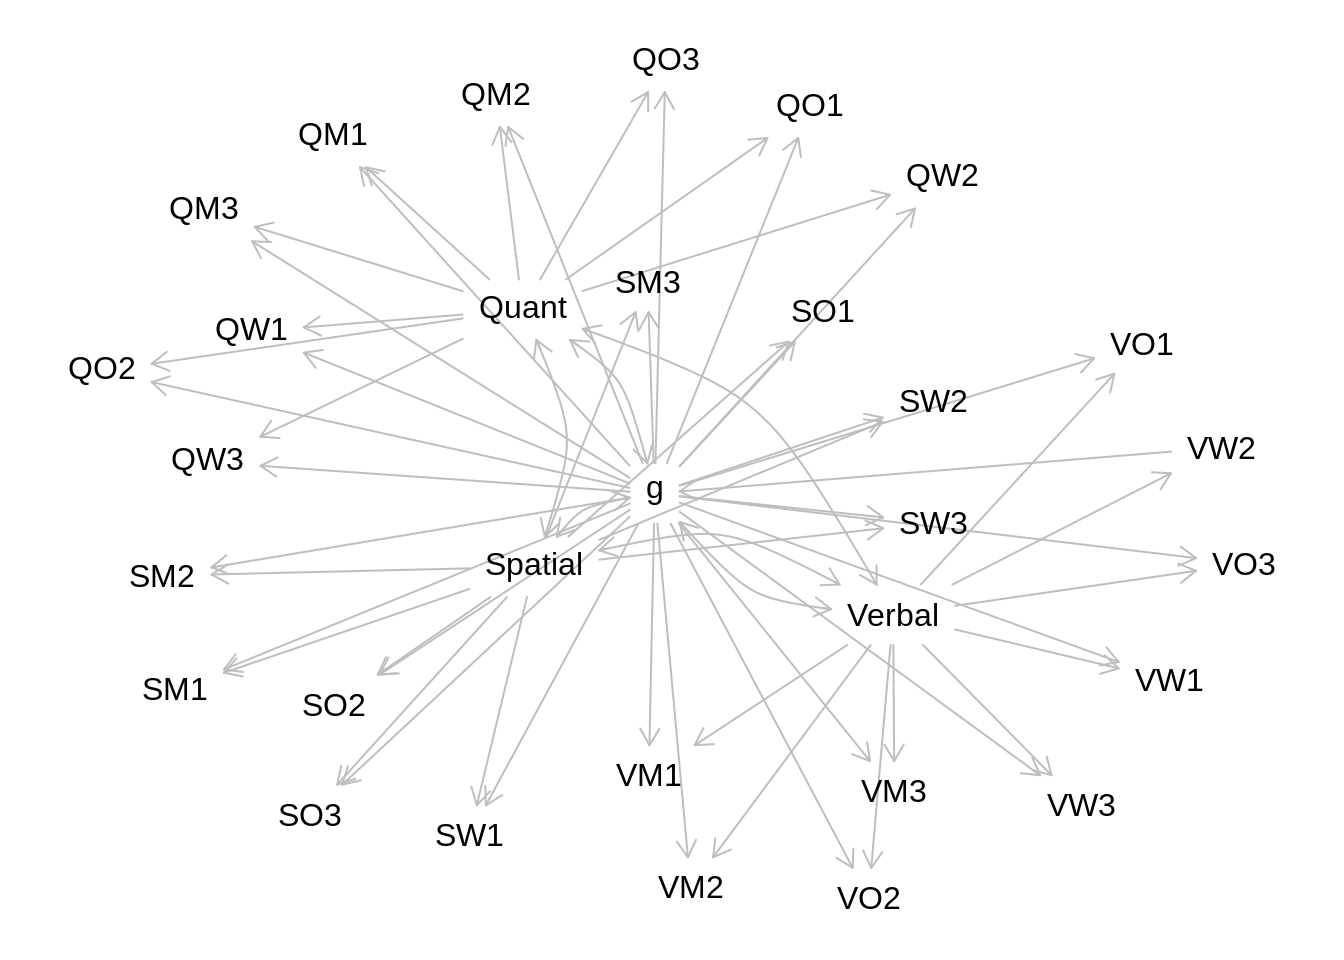 QO3
QM2
QO1
QM1
QW2
QM3
SM3
Quant
SO1
QW1
VO1
QO2
SW2
VW2
QW3
g
SW3
Spatial
VO3
SM2
Verbal
VW1
SM1
SO2
VM1
VM3
VW3
SO3
SW1
VM2
VO2